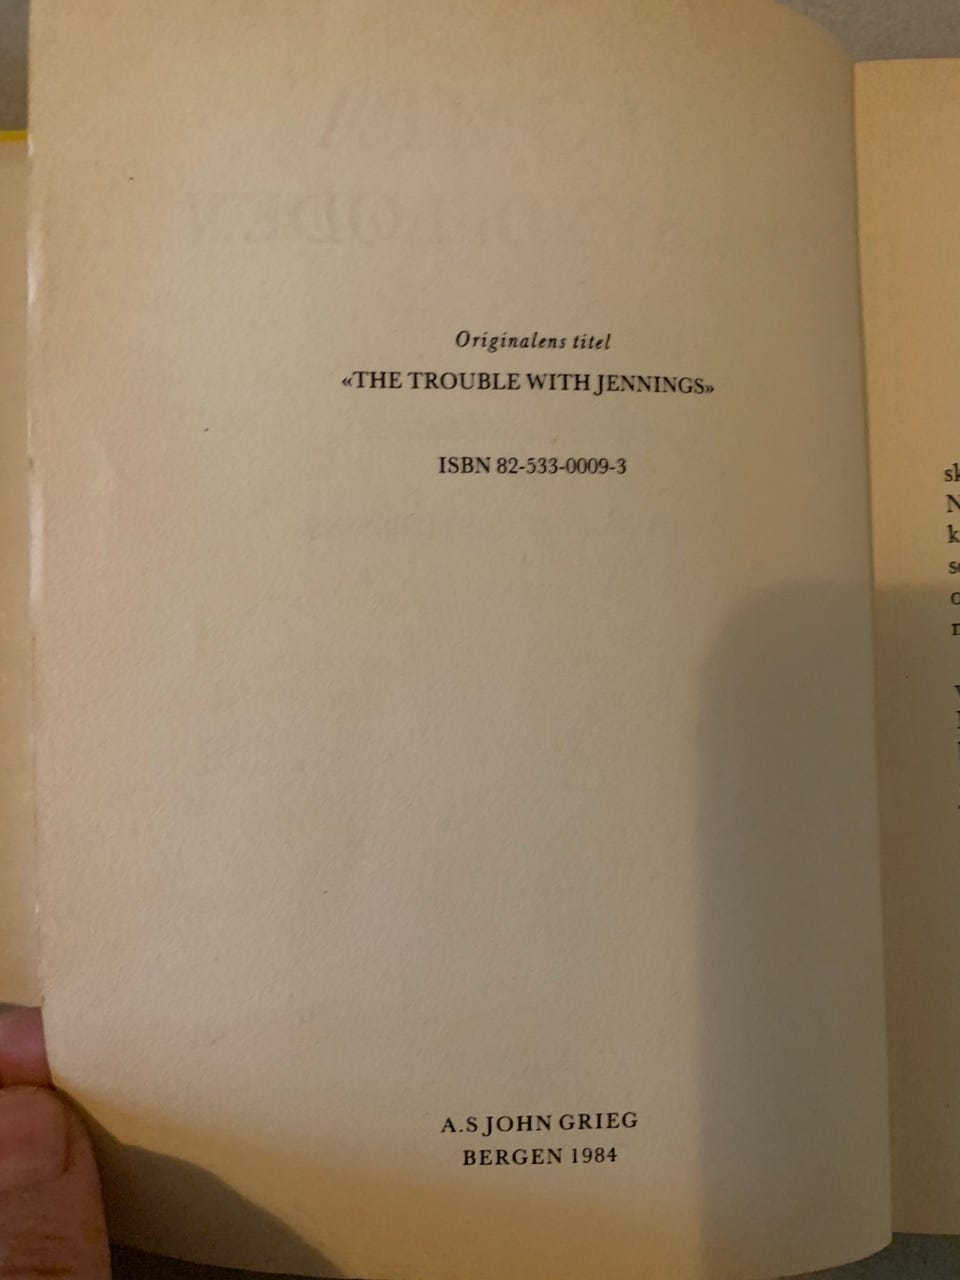 Originalens titel
«THE TROUBLE WITH JENNINGS»
ISBN 82-533-0009-3
A.S JOHN GRIEG
BERGEN 1984